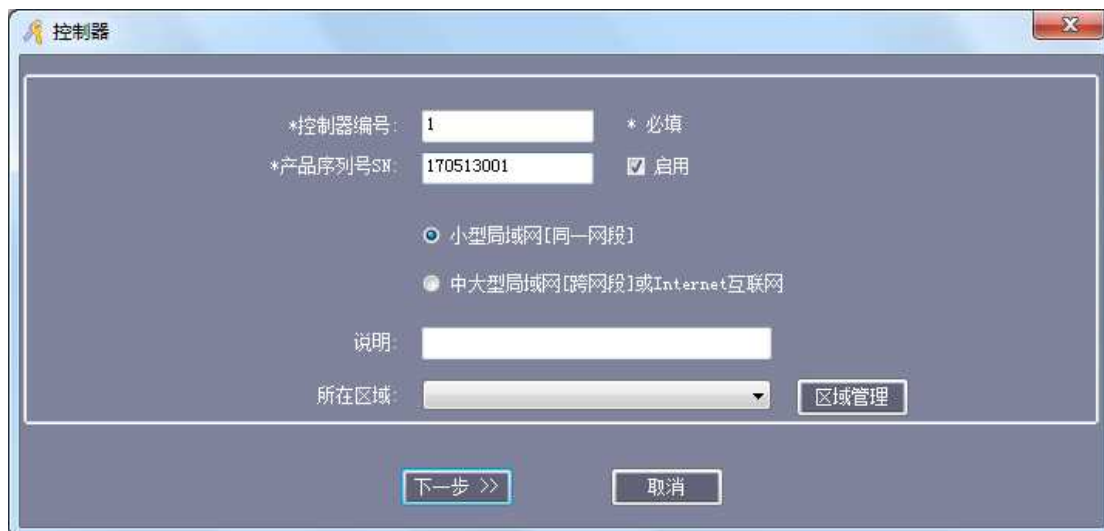 控制器
*控制器编号: 1 * 必填
*产品序列号SN: 170513001 启用
小型局域网[同一网段]
中大型局域网[跨网段]或Internet互联网
说明:
所在区域: 区域管理
下一步 >> 取消